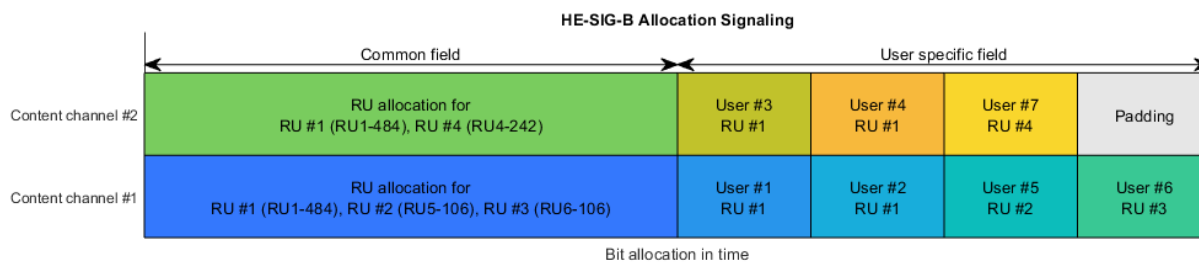 HE-SIG-B Allocation Signaling
Common field
User specific field
Content channel #2
RU allocation for
RU #1 (RU1-484), RU #4 (RU4-242)
User #3
RU #1
User #4
RU #1
User #7
RU #4
Padding
Content channel #1
RU allocation for
RU #1 (RU1-484), RU #2 (RU5-106), RU #3 (RU6-106)
User #1
RU #1
User #2
RU #1
User #5
RU #2
User #6
RU #3
Bit allocation in time